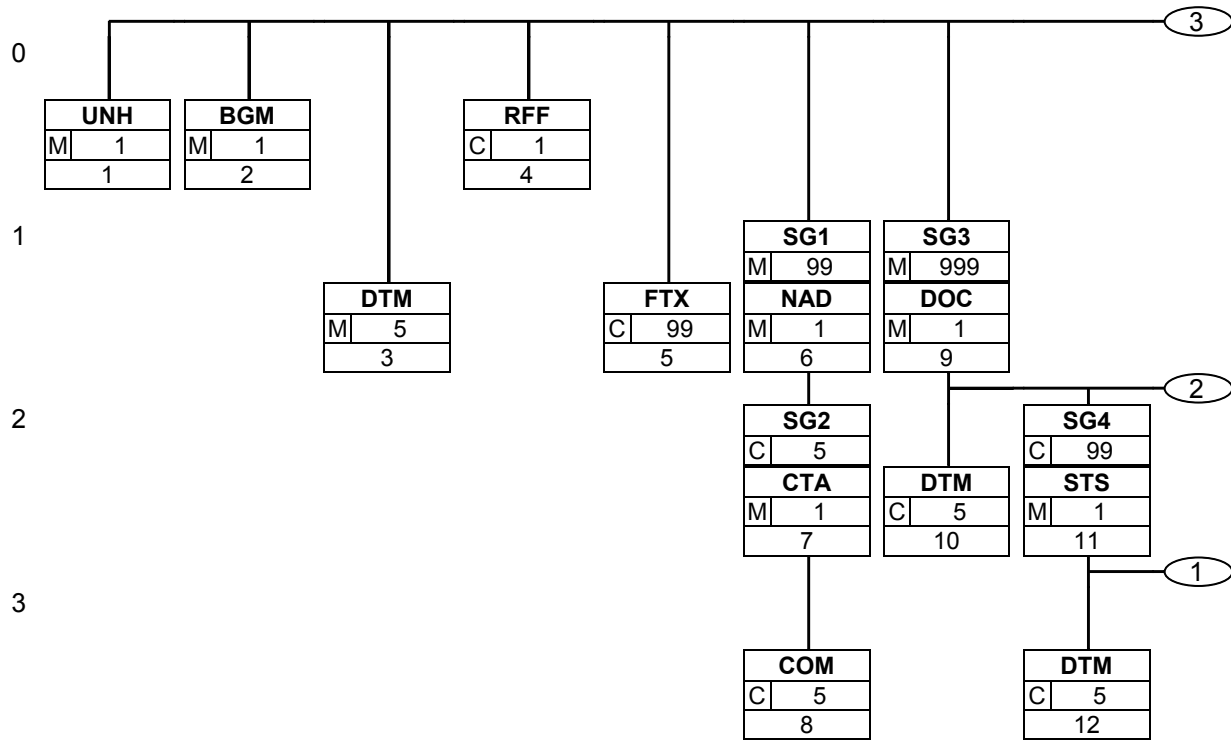 3
0
UNH BGM RFF
M 1 M 1 C 1
1 2 4
1
SG1 SG3
M 99 M 999
DTM FTX NAD DOC
M 5 C 99 M 1 M 1
3 5 6 9
2
2
SG2 SG4
C 5 C 99
CTA DTM STS
M 1 C 5 M 1
7 10 11
1
3
COM DTM
C 5 C 5
8 12